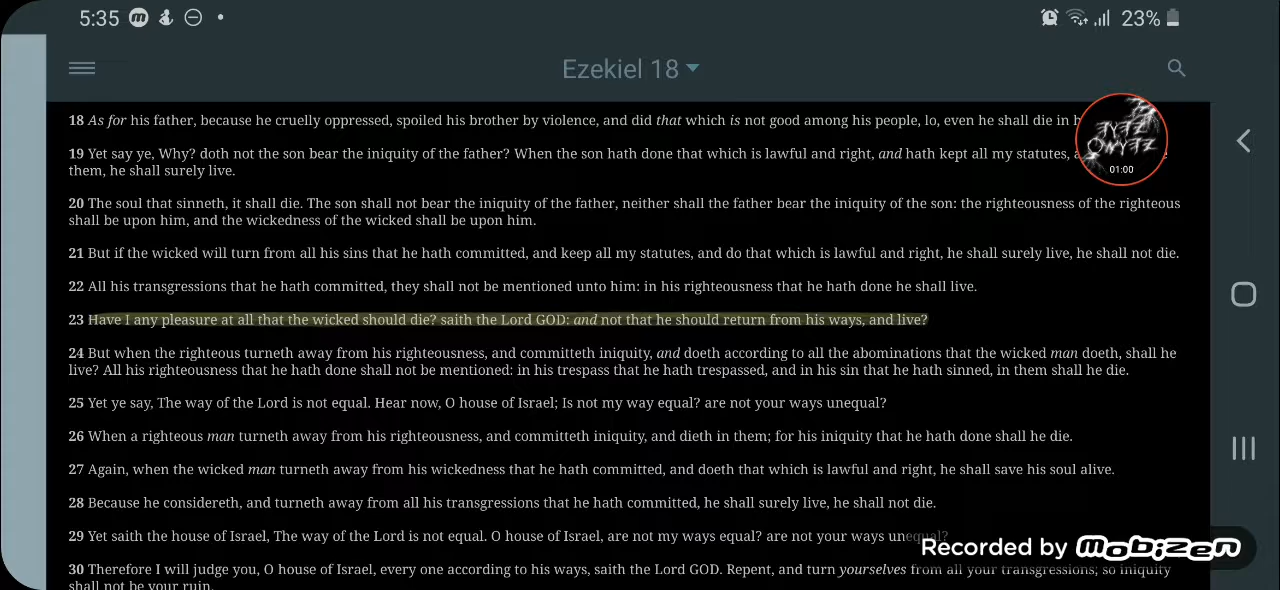 5:35
23%
Ezekiel 18
18 As for his father, because he cruelly oppressed, spoiled his brother by violence, and did that which is not good among his people, lo, even he shall die in
19 Yet say ye, Why? doth not the son bear the iniquity of the father? When the son hath done that which is lawful and right, and hath kept all my statutes,
them, he shall surely live.
01:00
20 The soul that sinneth, it shall die. The son shall not bear the iniquity of the father, neither shall the father bear the iniquity of the son: the righteousness of the righteous
shall be upon him, and the wickedness of the wicked shall be upon him.
21 But if the wicked will turn from all his sins that he hath committed, and keep all my statutes, and do that which is lawful and right, he shall surely live, he shall not die.
22 All his transgressions that he hath committed, they shall not be mentioned unto him: in his righteousness that he hath done he shall live.
23 Have I any pleasure at all that the wicked should die? saith the Lord GOD: and not that he should return from his ways, and live?
24 But when the righteous turneth away from his righteousness, and committeth iniquity, and doeth according to all the abominations that the wicked man doeth, shall he
live? All his righteousness that he hath done shall not be mentioned: in his trespass that he hath trespassed, and in his sin that he hath sinned, in them shall he die.
25 Yet ye say, The way of the Lord is not equal. Hear now, O house of Israel; Is not my way equal? are not your ways unequal?
26 When a righteous man turneth away from his righteousness, and committeth iniquity, and dieth in them; for his iniquity that he hath done shall he die.
27 Again, when the wicked man turneth away from his wickedness that he hath committed, and doeth that which is lawful and right, he shall save his soul alive.
28 Because he considereth, and turneth away from all his transgressions that he hath committed, he shall surely live, he shall not die.
29 Yet saith the house of Israel, The way of the Lord is not equal. O house of Israel, are not my ways equal? are not your ways unequal?
Recorded by mobizen
30 Therefore I will judge you, O house of Israel, every one according to his ways, saith the Lord GOD. Repent, and turn yourselves from all your transgressions; so iniquity
shall not be your ruin.